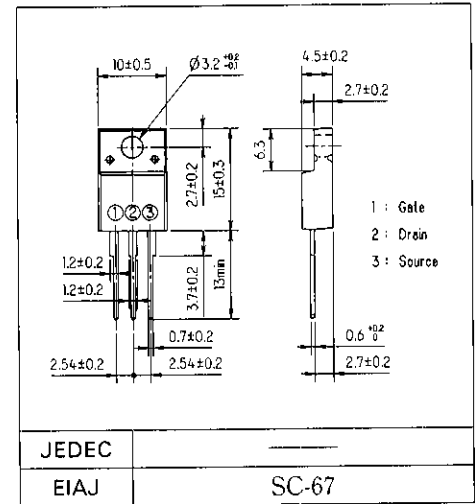 10±0.5
Ø3.2 +0.2 -0.1
4.5±0.2
2.7±0.2
6.3
2.7±0.2
15±0.3
1 2 3
1 : Gate
2 : Drain
3 : Source
1.2±0.2
1.2±0.2
3.7±0.2
13min
0.7±0.2
2.54±0.2
2.54±0.2
0.6 +0.2 0
2.7±0.2
JEDEC
EIAJ SC-67